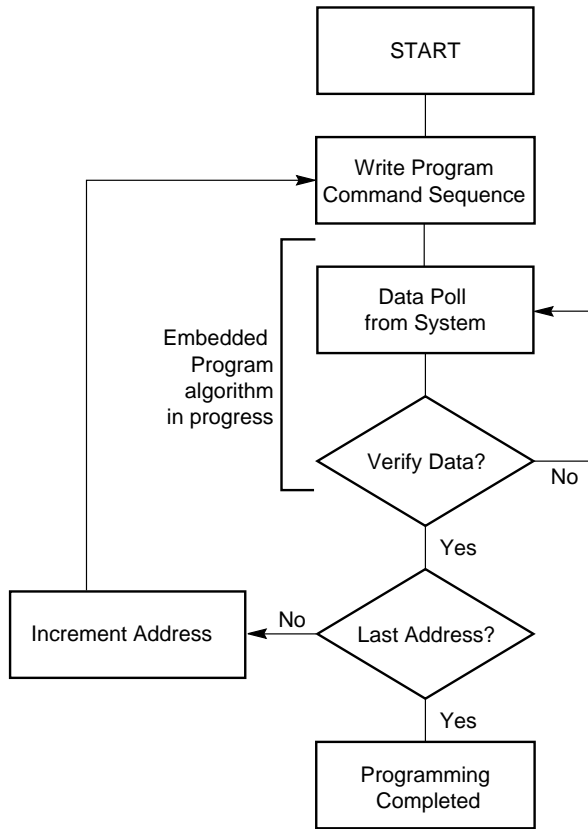 START
Write Program
Command Sequence
Data Poll
from System
Embedded
Program
algorithm
in progress
Verify Data?
No
Yes
Increment Address
No
Last Address?
Yes
Programming
Completed